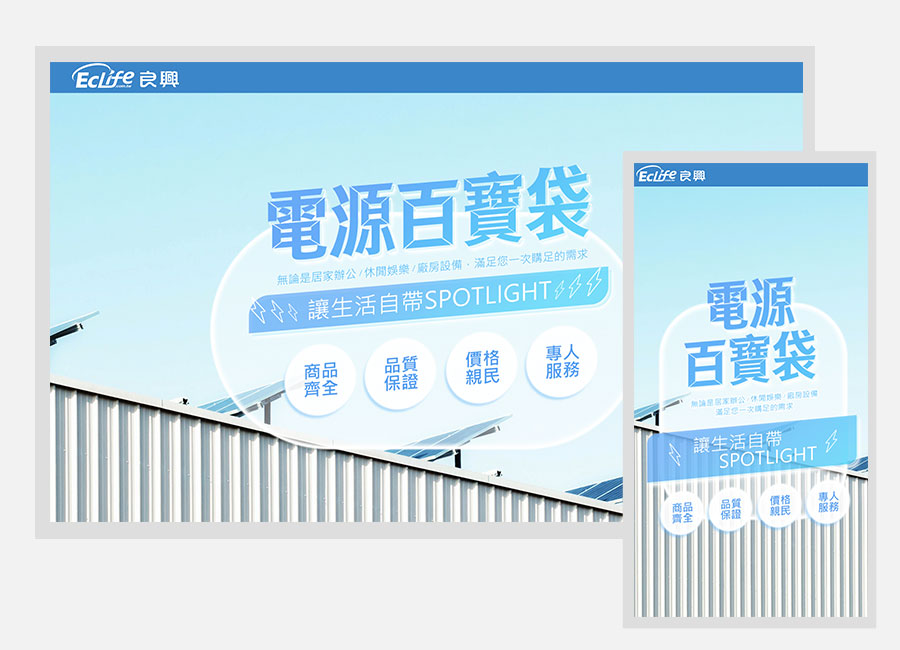 EcLife 良興
.com.tw
電源百寶袋
無論是居家辦公/休閒娛樂/廠房設備，滿足您一次購足的需求
讓生活自帶SPOTLIGHT
商品
齊全
品質
保證
價格
親民
專人
服務
EcLife 良興
電源
百寶袋
無論是居家辦公·休閒娛樂·廠房設備
滿足您一次購足的需求
讓生活自帶
SPOTLIGHT
商品
齊全
品質
保證
價格
親民
專人
服務